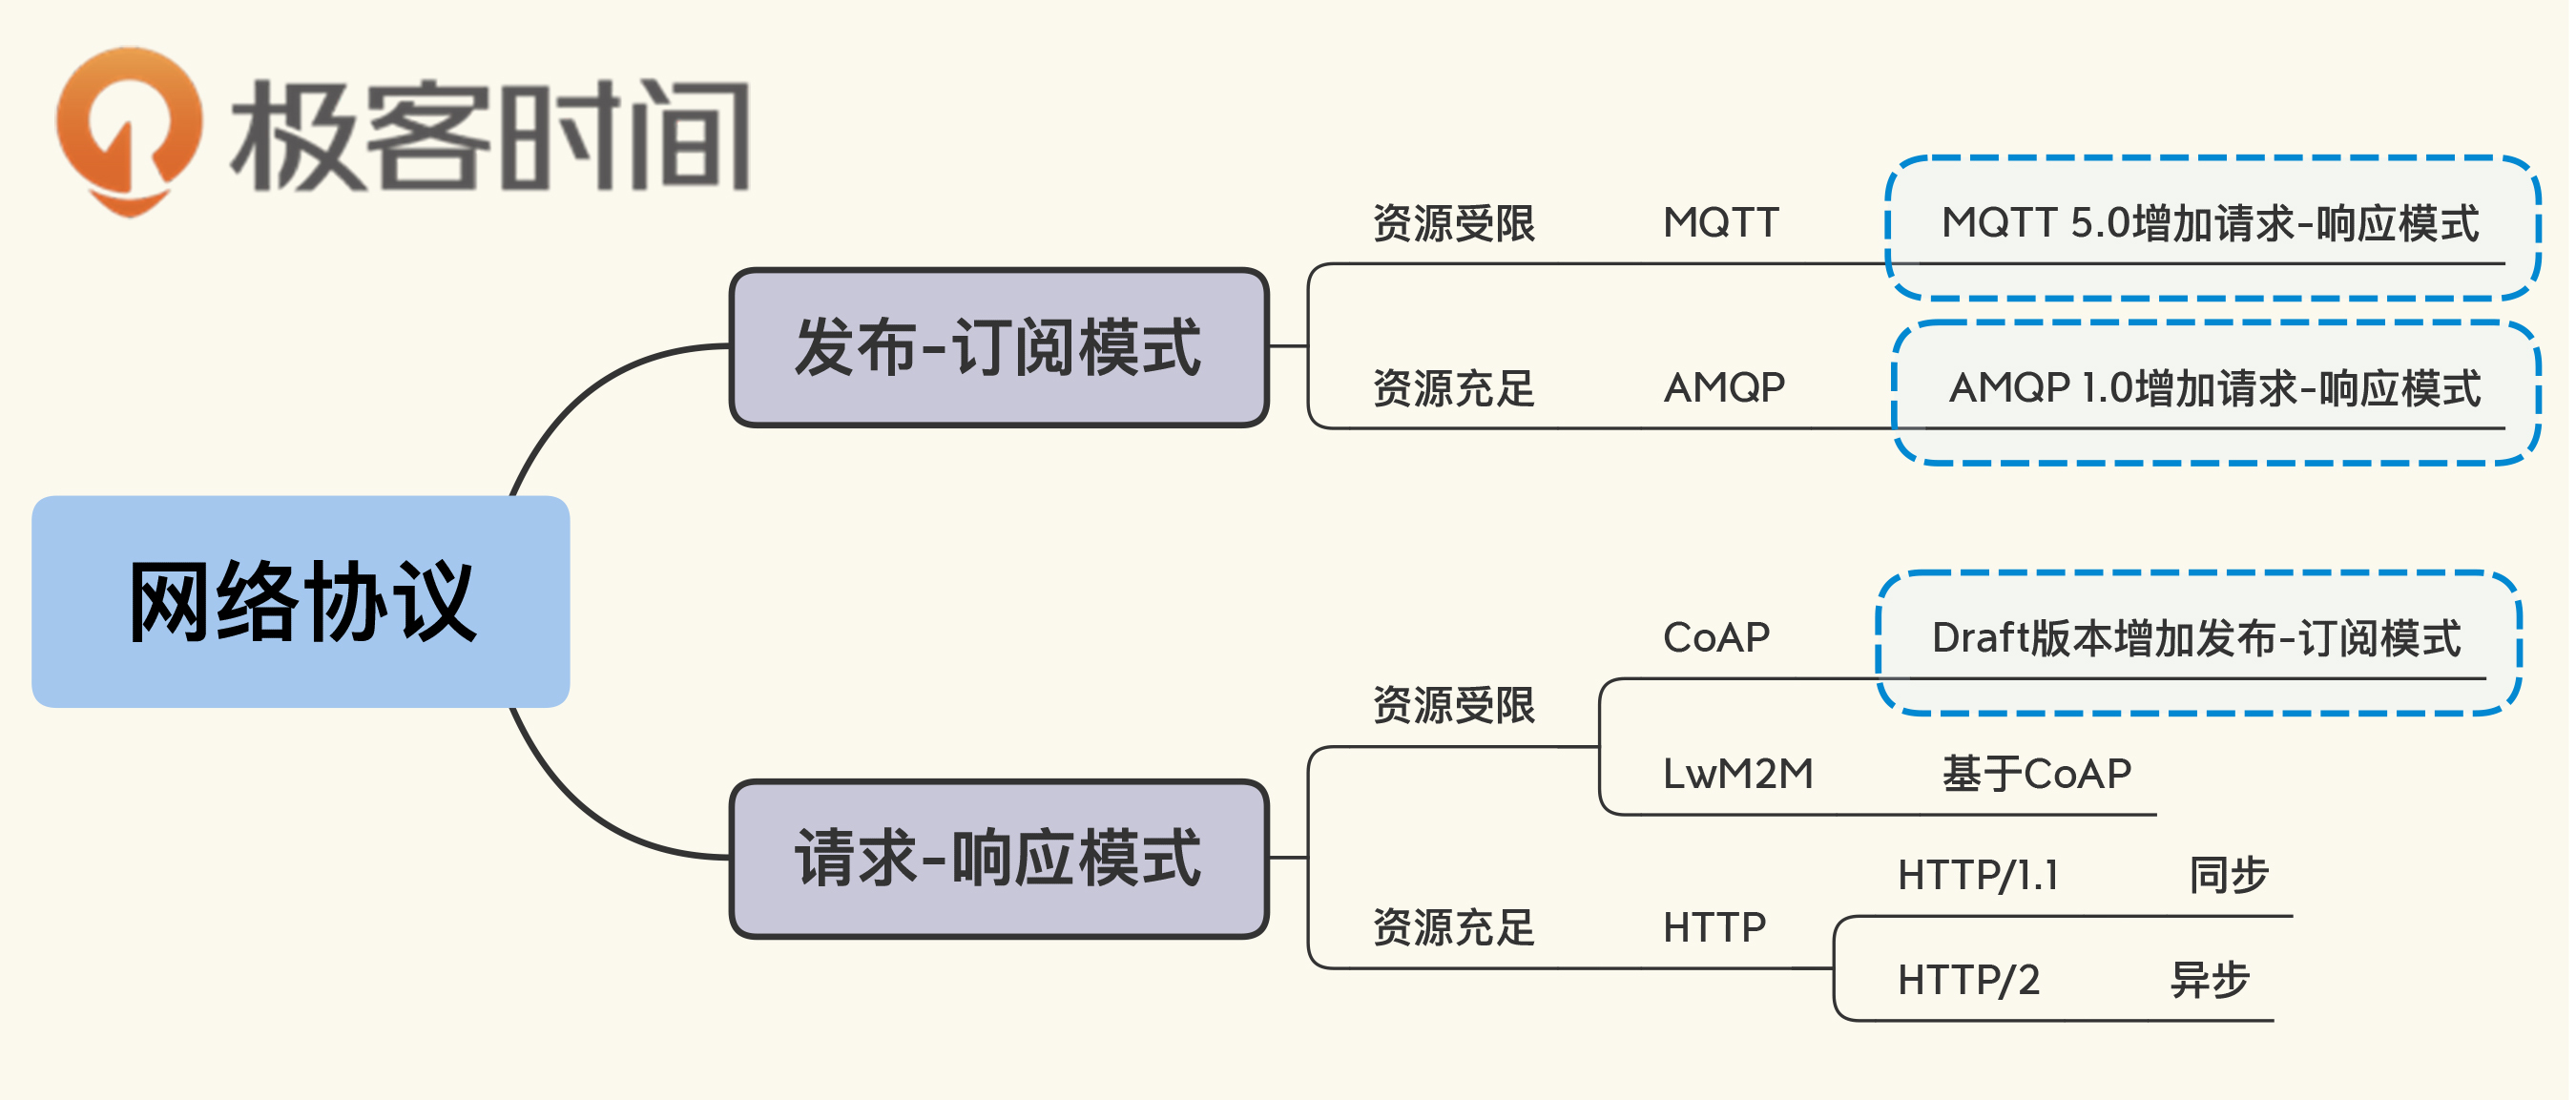 极客时间
网络协议
发布-订阅模式
资源受限 MQTT MQTT 5.0增加请求-响应模式
资源充足 AMQP AMQP 1.0增加请求-响应模式
请求-响应模式
资源受限
CoAP Draft版本增加发布-订阅模式
LwM2M 基于CoAP
资源充足 HTTP
HTTP/1.1 同步
HTTP/2 异步